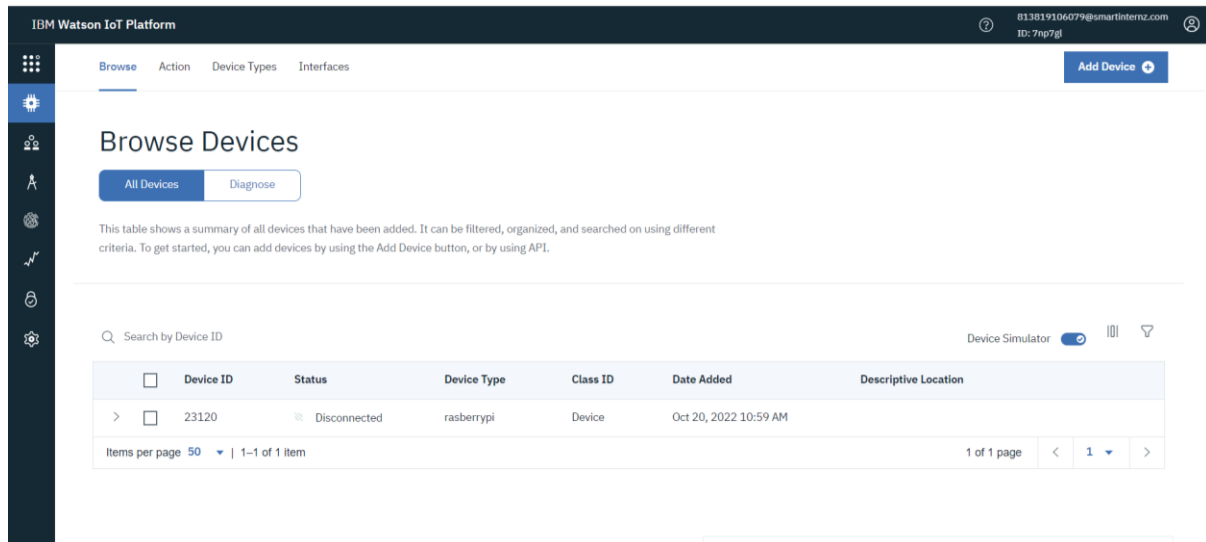 IBM Watson IoT Platform
813819106079@smartinternz.com
ID: 7np7gl
Browse Action Device Types Interfaces
Add Device
Browse Devices
All Devices Diagnose
This table shows a summary of all devices that have been added. It can be filtered, organized, and searched on using different
criteria. To get started, you can add devices by using the Add Device button, or by using API.
Search by Device ID
Device Simulator
Device ID Status Device Type Class ID Date Added Descriptive Location
23120 Disconnected rasberrypi Device Oct 20, 2022 10:59 AM
Items per page 50 | 1–1 of 1 item
1 of 1 page < 1 >